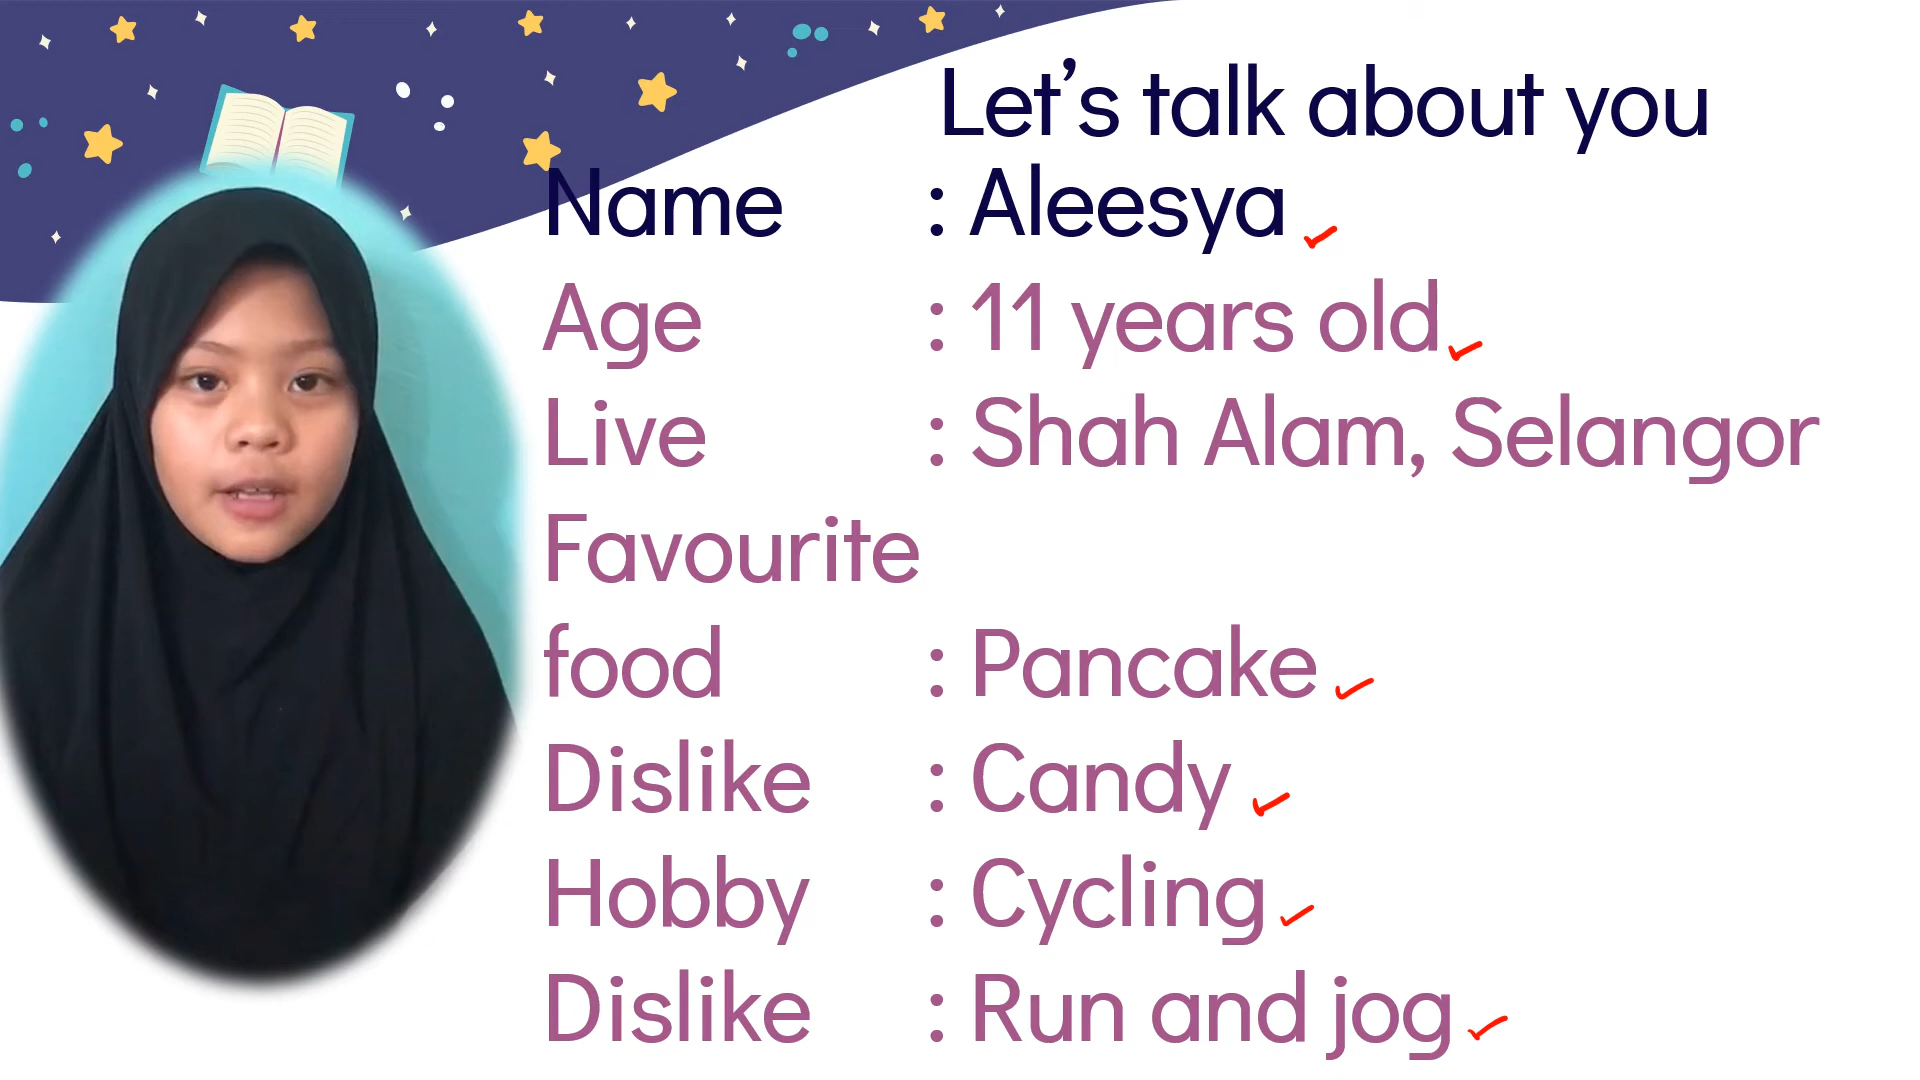 Let's talk about you
Name : Aleesya
Age : 11 years old
Live : Shah Alam, Selangor
Favourite
food : Pancake
Dislike : Candy
Hobby : Cycling
Dislike : Run and jog